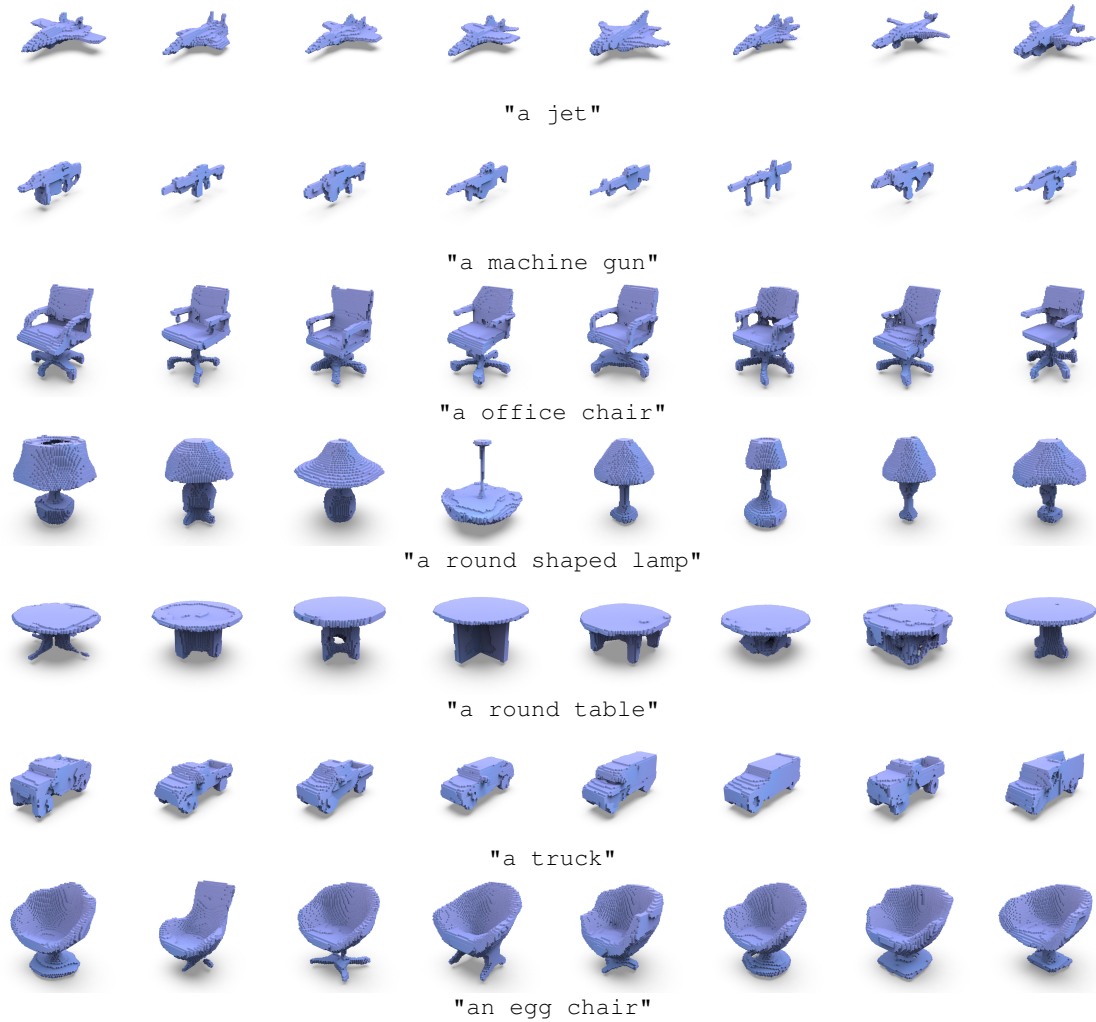 "a jet"
"a machine gun"
"a office chair"
"a round shaped lamp"
"a round table"
"a truck"
"an egg chair"